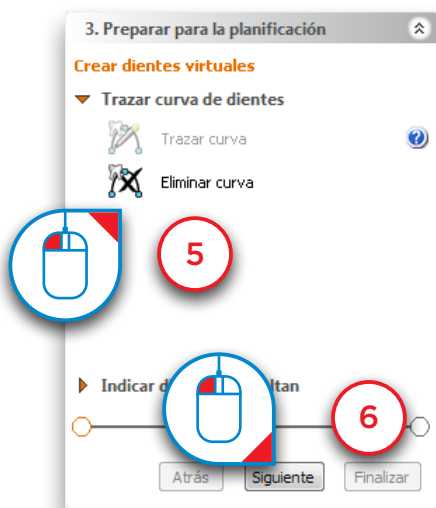 3. Preparar para la planificación
Crear dientes virtuales
Trazar curva de dientes
Trazar curva
Eliminar curva
5
Indicar d ltan
6
Atrás Siguiente Finalizar